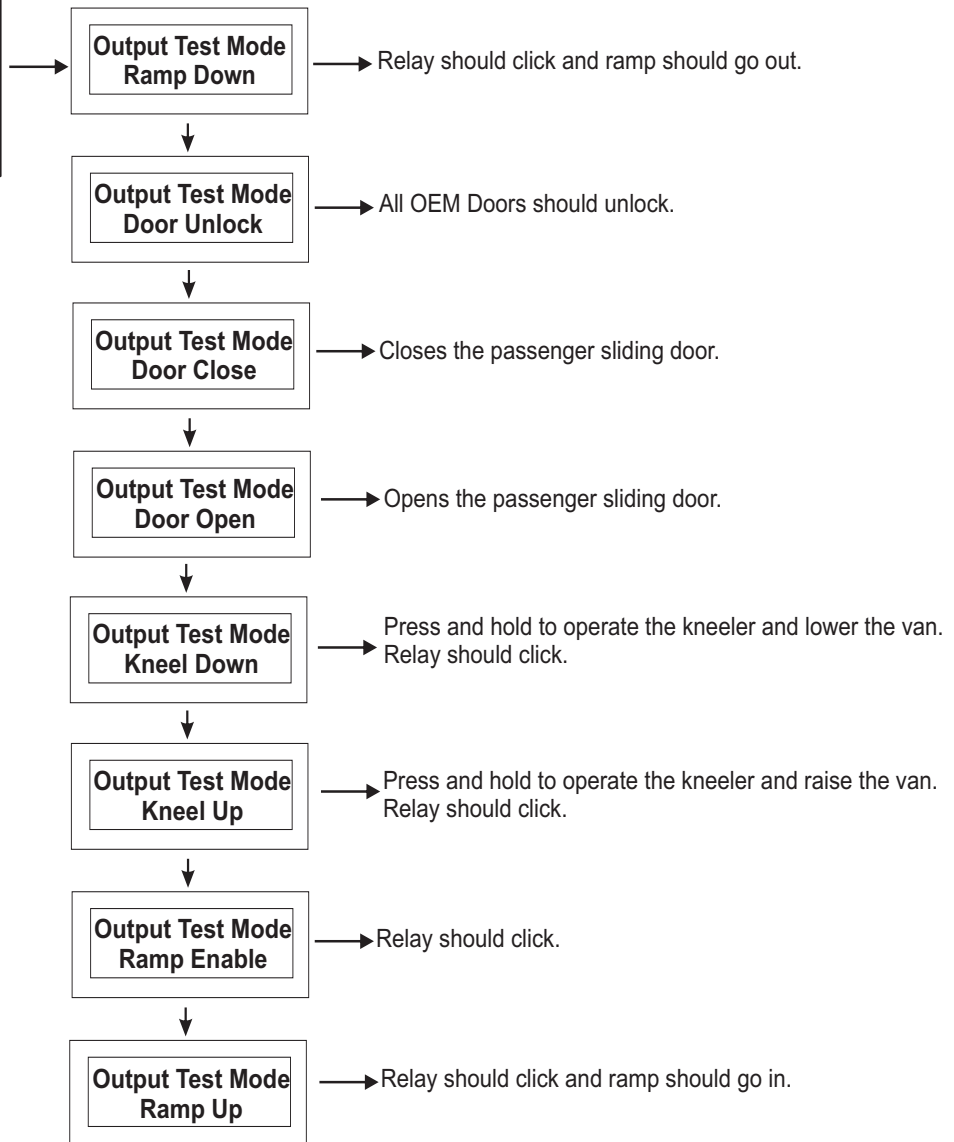 Output Test Mode
Ramp Down
Relay should click and ramp should go out.
Output Test Mode
Door Unlock
All OEM Doors should unlock.
Output Test Mode
Door Close
Closes the passenger sliding door.
Output Test Mode
Door Open
Opens the passenger sliding door.
Output Test Mode
Kneel Down
Press and hold to operate the kneeler and lower the van.
Relay should click.
Output Test Mode
Kneel Up
Press and hold to operate the kneeler and raise the van.
Relay should click.
Output Test Mode
Ramp Enable
Relay should click.
Output Test Mode
Ramp Up
Relay should click and ramp should go in.